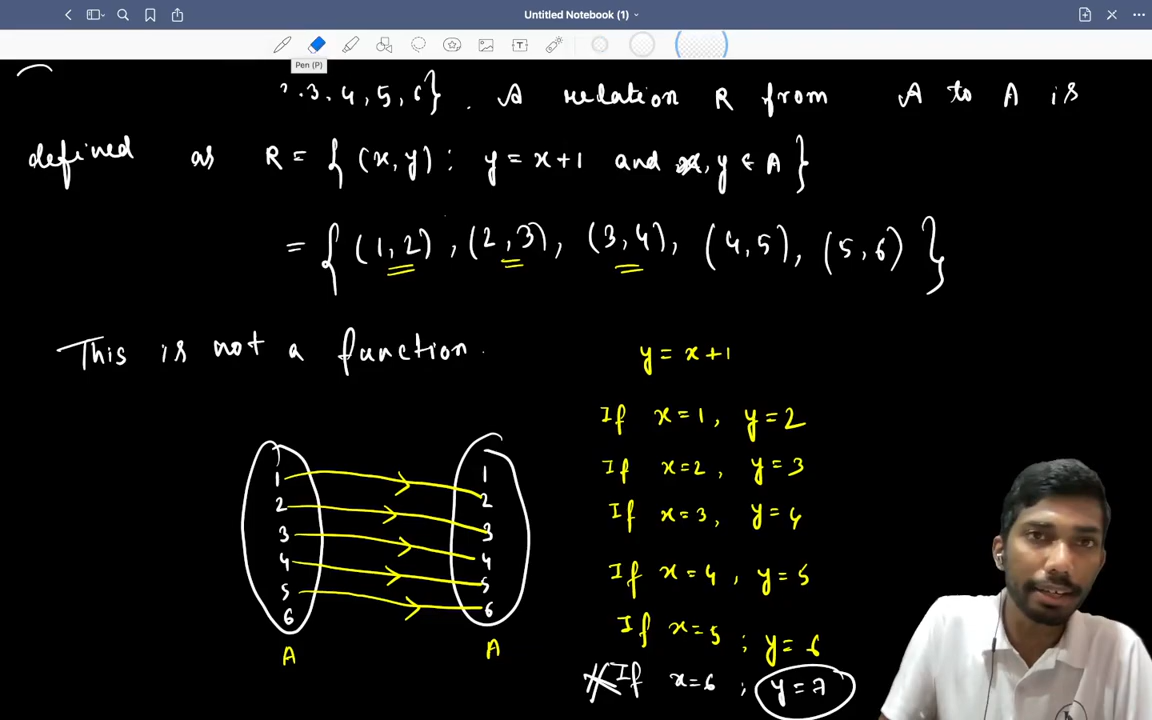 Untitled Notebook (1)
Pen (P)
2.3, 4, 5, 6}. A relation R from A to A is
defined as R = { (x, y) : y = x+1 and x, y ∈ A }
= { (1, 2), (2, 3), (3, 4), (4, 5), (5, 6) }
This is not a function.
y = x+1
If x=1, y=2
If x=2, y=3
If x=3, y=4
If x=4, y=5
If x=5; y=6
If x=6; y=7
1 1
2 2
3 3
4 4
5 5
6 6
A A